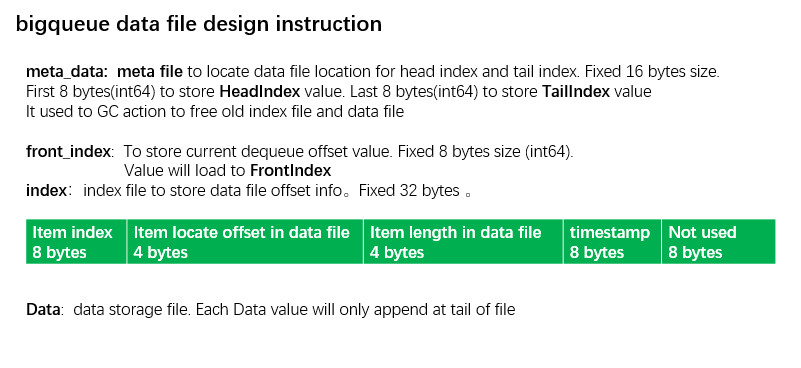 bigqueue data file design instruction
meta_data:  meta file to locate data file location for head index and tail index. Fixed 16 bytes size.
First 8 bytes(int64) to store HeadIndex value. Last 8 bytes(int64) to store TailIndex value
It used to GC action to free old index file and data file
front_index:  To store current dequeue offset value. Fixed 8 bytes size (int64).
Value will load to FrontIndex
index:  index file to store data file offset info。Fixed 32 bytes 。
Item index  Item locate offset in data file  Item length in data file  timestamp  Not used
8 bytes  4 bytes  4 bytes  8 bytes  8 bytes
Data:  data storage file. Each Data value will only append at tail of file